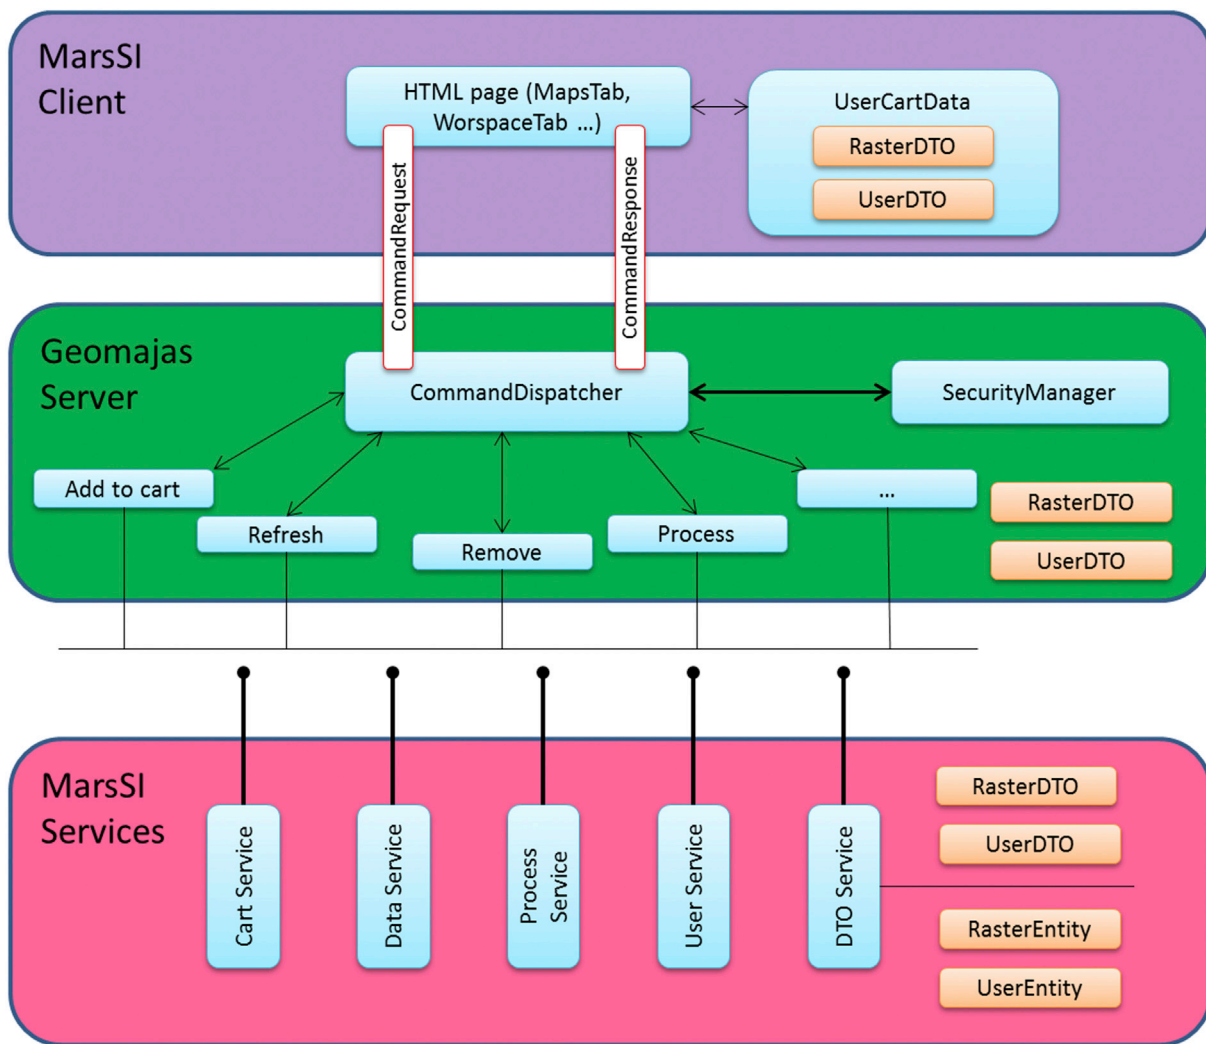 MarsSI
Client
HTML page (MapsTab,
WorspaceTab ...)
UserCartData
RasterDTO
UserDTO
CommandRequest
CommandResponse
Geomajas
Server
CommandDispatcher
SecurityManager
Add to cart
Refresh
Remove
Process
...
RasterDTO
UserDTO
MarsSI
Services
Cart Service
Data Service
Process
Service
User Service
DTO Service
RasterDTO
UserDTO
RasterEntity
UserEntity